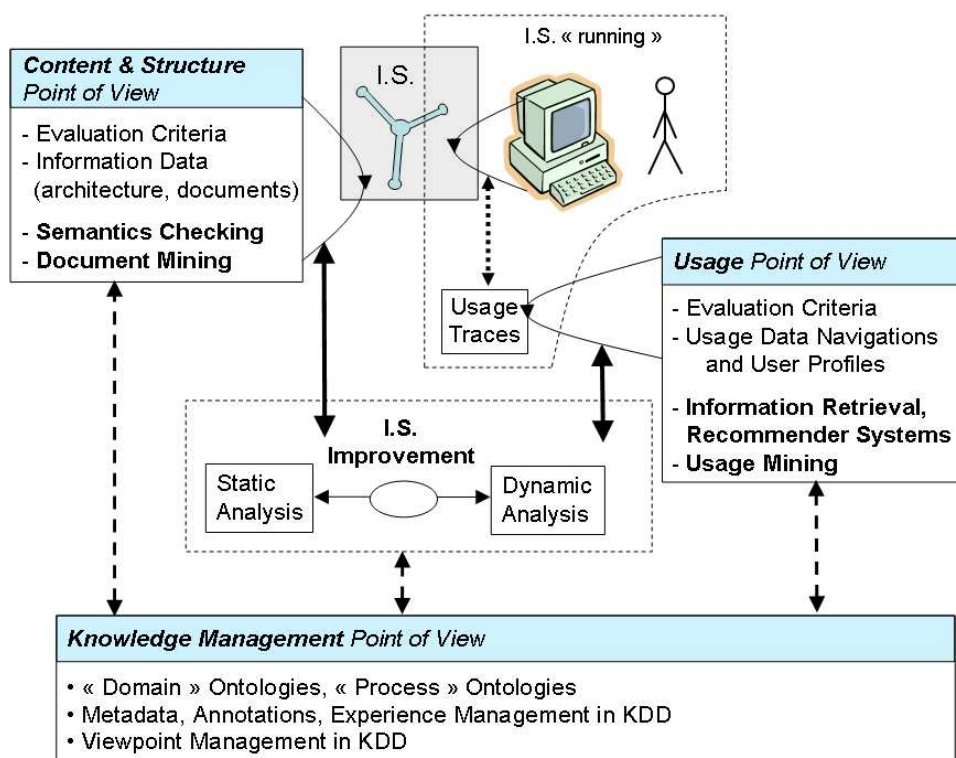 I.S. « running »
Content & Structure
Point of View
- Evaluation Criteria
- Information Data
(architecture, documents)
- Semantics Checking
- Document Mining
I.S.
Usage Point of View
- Evaluation Criteria
- Usage Data Navigations
and User Profiles
- Information Retrieval,
Recommender Systems
- Usage Mining
Usage
Traces
I.S.
Improvement
Static
Analysis
Dynamic
Analysis
Knowledge Management Point of View
• « Domain » Ontologies, « Process » Ontologies
• Metadata, Annotations, Experience Management in KDD
• Viewpoint Management in KDD